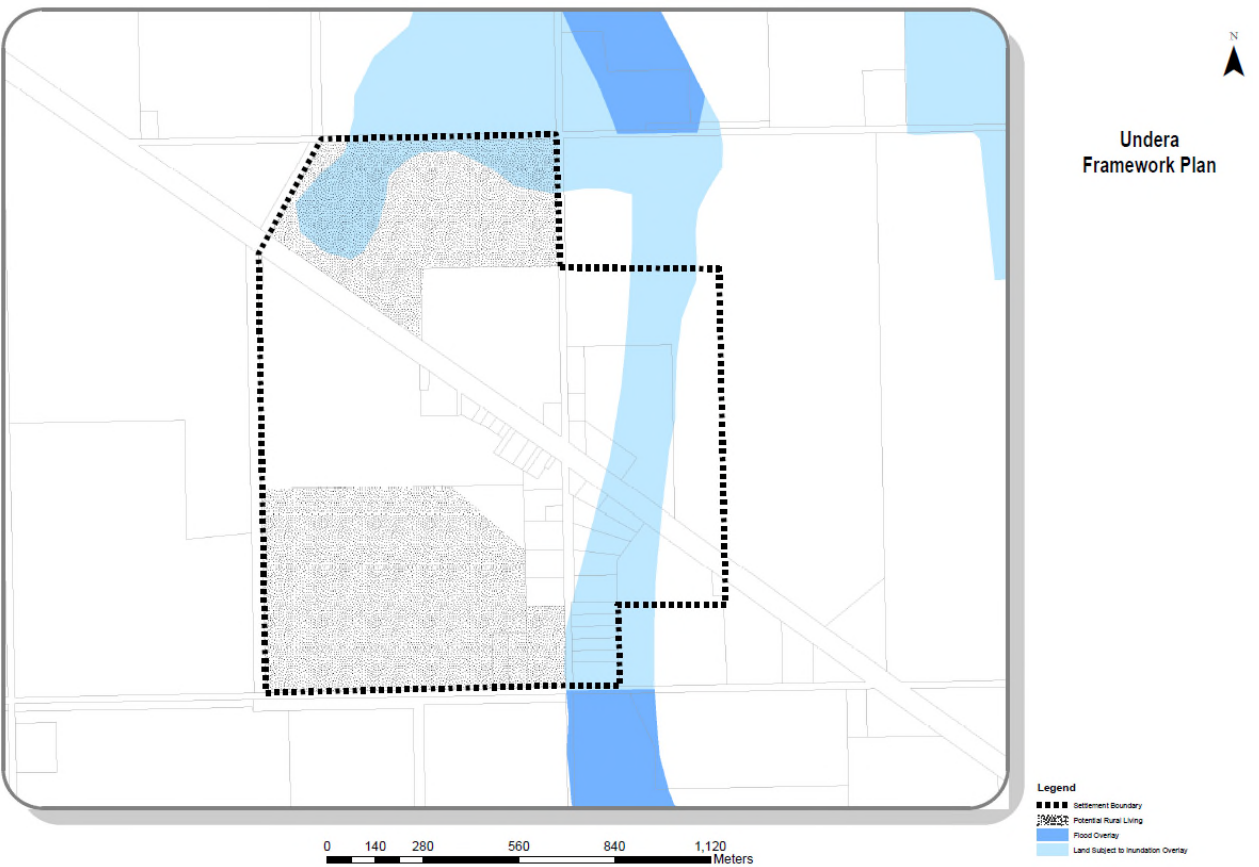 N
Undera
Framework Plan
Legend
Settlement Boundary
Potential Rural Living
Flood Overlay
Land Subject to Inundation Overlay
0 140 280 560 840 1,120
Meters